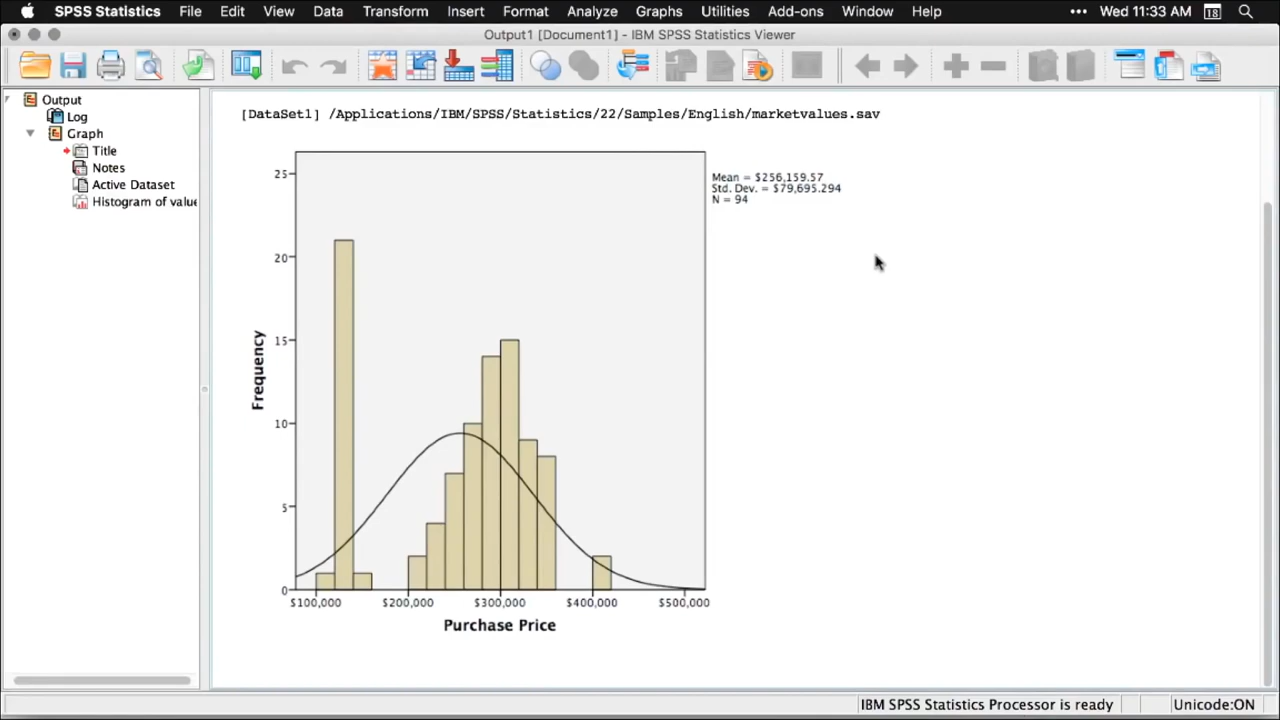 SPSS Statistics File Edit View Data Transform Insert Format Analyze Graphs Utilities Add-ons Window Help ••• Wed 11:33 AM 18
Output1 [Document1] - IBM SPSS Statistics Viewer
Output
Log
Graph
Title
Notes
Active Dataset
Histogram of value
[DataSet1] /Applications/IBM/SPSS/Statistics/22/Samples/English/marketvalues.sav
Mean = $256,159.57
Std. Dev. = $79,695.294
N = 94
Frequency
25
20
15
10
5
0
$100,000 $200,000 $300,000 $400,000 $500,000
Purchase Price
IBM SPSS Statistics Processor is ready Unicode:ON